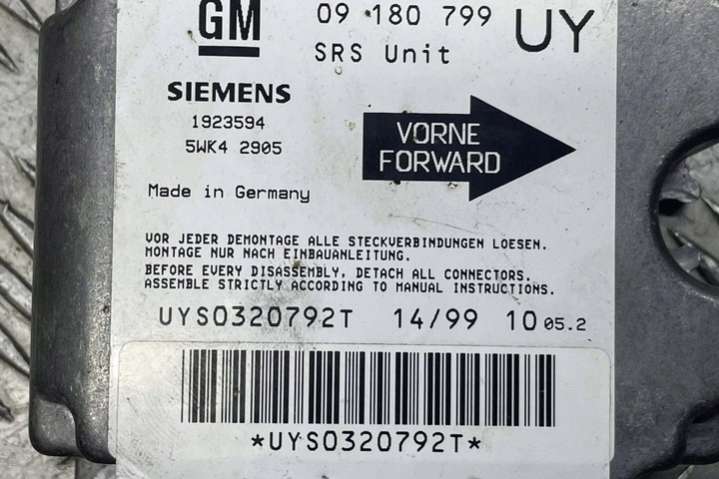 GM
09 180 799 UY
SRS Unit
SIEMENS
1923594
5WK4 2905
VORNE
FORWARD
Made in Germany
VOR JEDER DEMONTAGE ALLE STECKVERBINDUNGEN LOESEN.
MONTAGE NUR NACH EINBAUANLEITUNG.
BEFORE EVERY DISASSEMBLY, DETACH ALL CONNECTORS.
ASSEMBLE STRICTLY ACCORDING TO MANUAL INSTRUCTIONS.
UYS0320792T 14/99 10 05.2
*UYS0320792T*